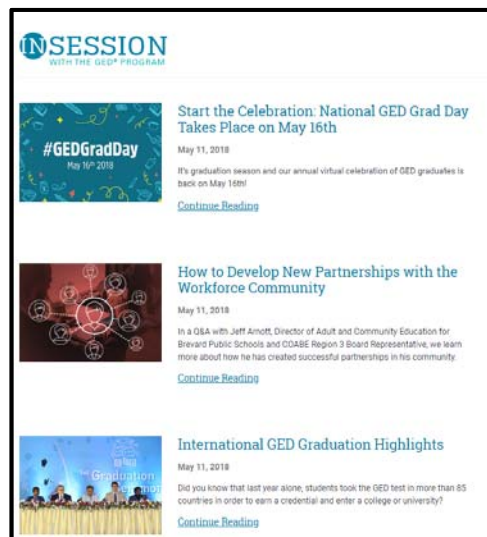 INSESSION
WITH THE GED® PROGRAM
#GEDGradDay
May 16th 2018
Start the Celebration: National GED Grad Day
Takes Place on May 16th
May 11, 2018
It's graduation season and our annual virtual celebration of GED graduates is
back on May 16th!
Continue Reading
How to Develop New Partnerships with the
Workforce Community
May 11, 2018
In a Q&A with Jeff Arnott, Director of Adult and Community Education for
Brevard Public Schools and COABE Region 3 Board Representative, we learn
more about how he has created successful partnerships in his community.
Continue Reading
Graduation
International GED Graduation Highlights
May 11, 2018
Did you know that last year alone, students took the GED test in more than 85
countries in order to earn a credential and enter a college or university?
Continue Reading